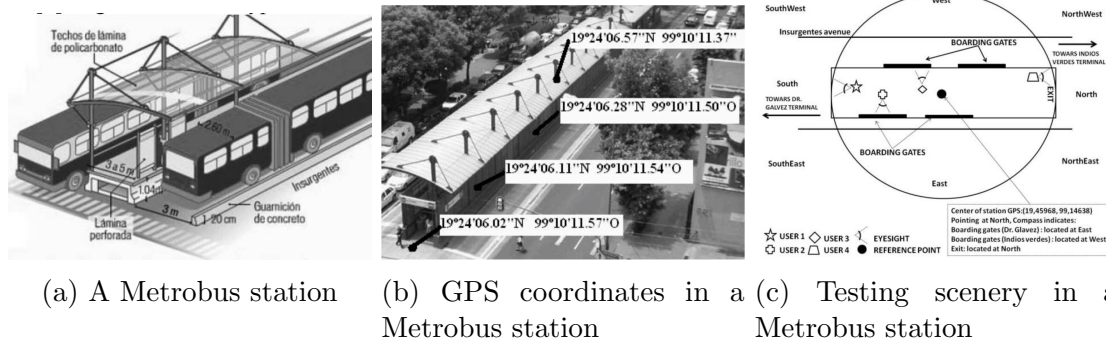 Techos de lámina
de policarbonato
2.60 m
3 a 5 m
1.04m
Lámina
perforada
3 m
20 cm
Guarnición
de concreto
Insurgentes
(a) A Metrobus station
19°24'06.57"N 99°10'11.37"
19°24'06.28"N 99°10'11.50"O
19°24'06.11"N 99°10'11.54"O
19°24'06.02"N 99°10'11.57"O
(b) GPS coordinates in a
Metrobus station
SouthWest
West
NorthWest
Insurgentes avenue
BOARDING GATES
TOWARS INDIOS
VERDES TERMINAL
South
EXIT
North
TOWARDS DR.
GALVEZ TERMINAL
BOARDING GATES
SouthEast
NorthEast
East
Center of station GPS:(19,45968, 99,14638)
Pointing at North, Compass indicates:
Boarding gates (Dr. Glavez) : located at East
Boarding gates (Indios verdes) : located at West
Exit: located at North
USER 1 USER 3 EYESIGHT
USER 2 USER 4 REFERENCE POINT
(c) Testing scenery in a
Metrobus station